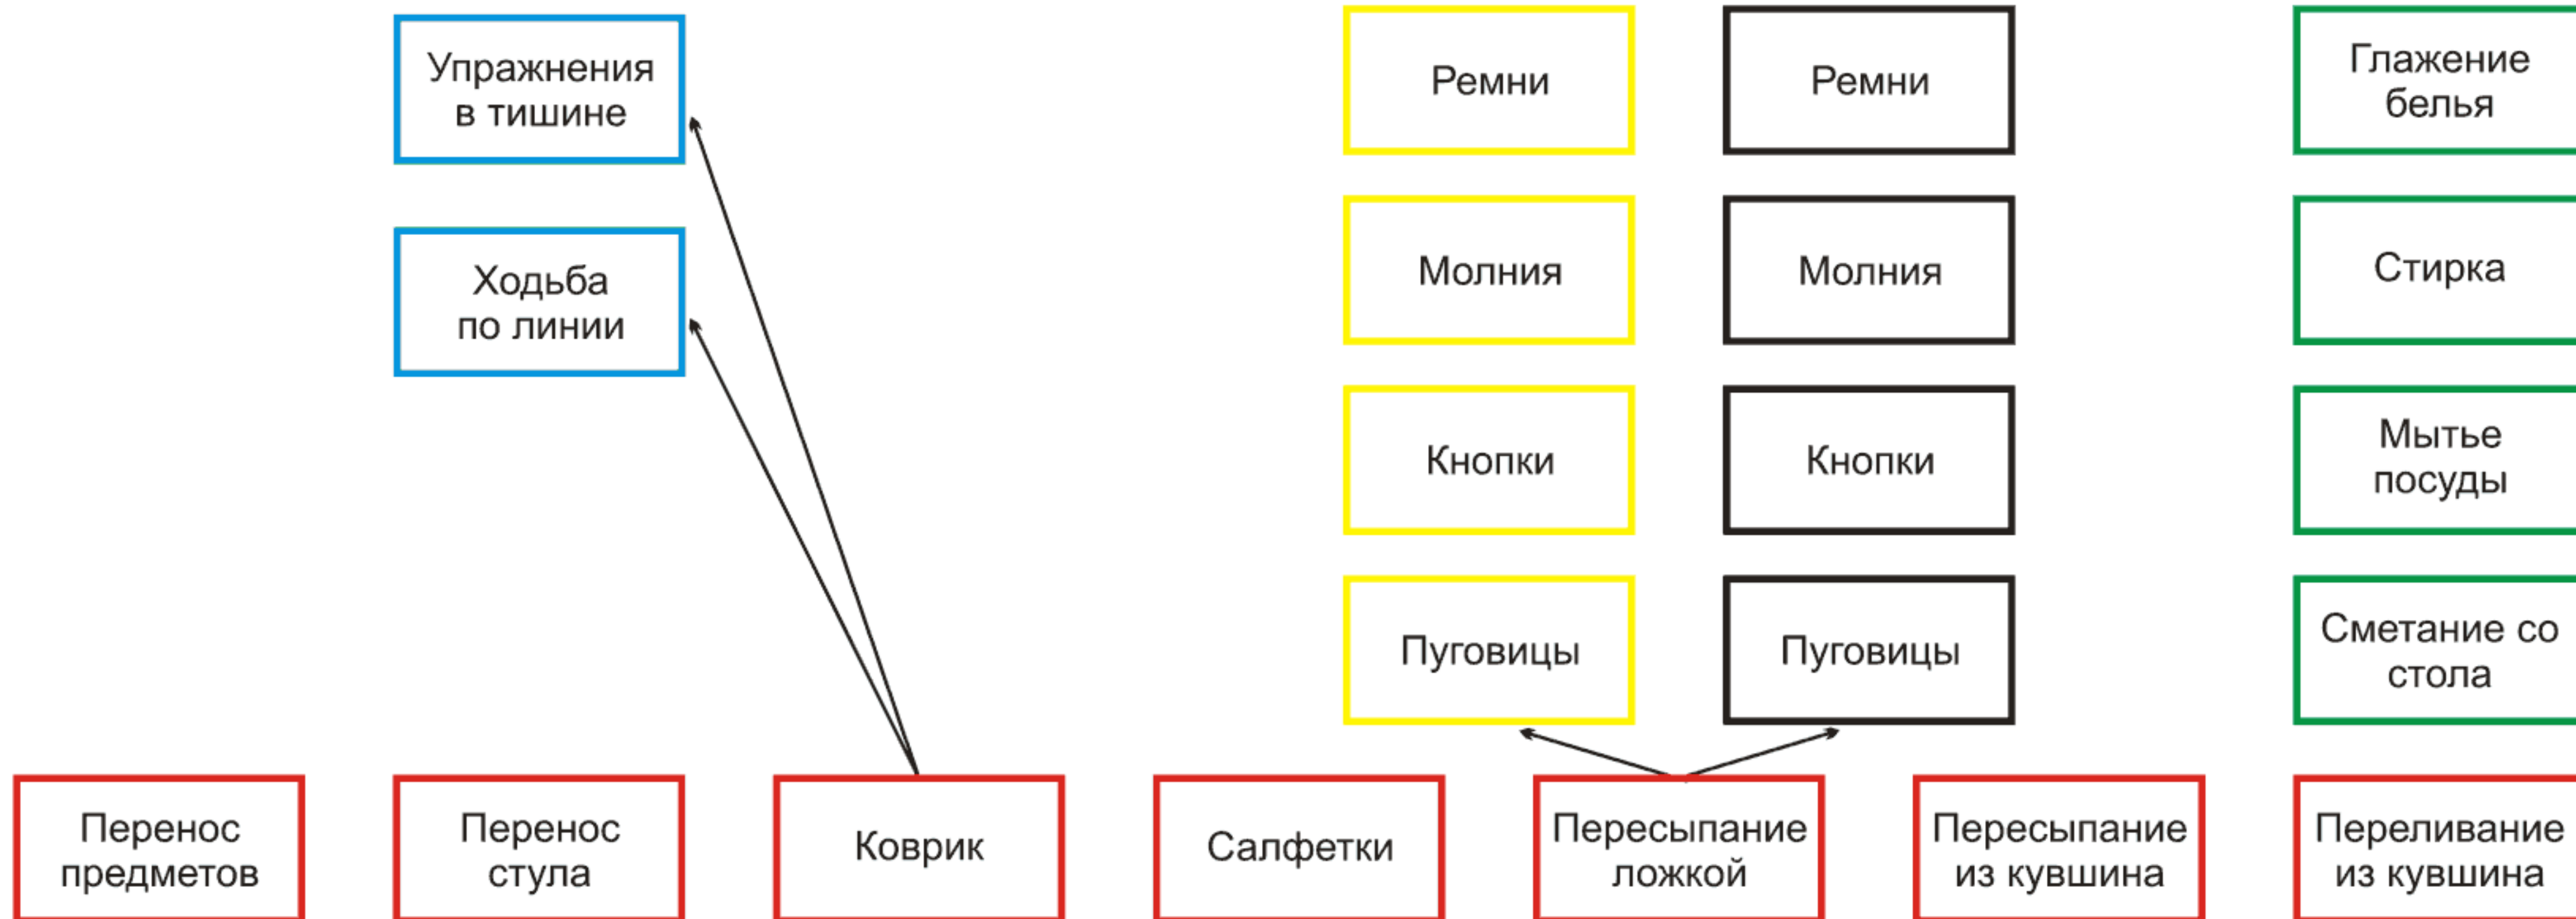 Упражнения
в тишине
Ремни
Ремни
Глажение
белья
Ходьба
по линии
Молния
Молния
Стирка
Кнопки
Кнопки
Мытье
посуды
Пуговицы
Пуговицы
Сметание со
стола
Перенос
предметов
Перенос
стула
Коврик
Салфетки
Пересыпание
ложкой
Пересыпание
из кувшина
Переливание
из кувшина